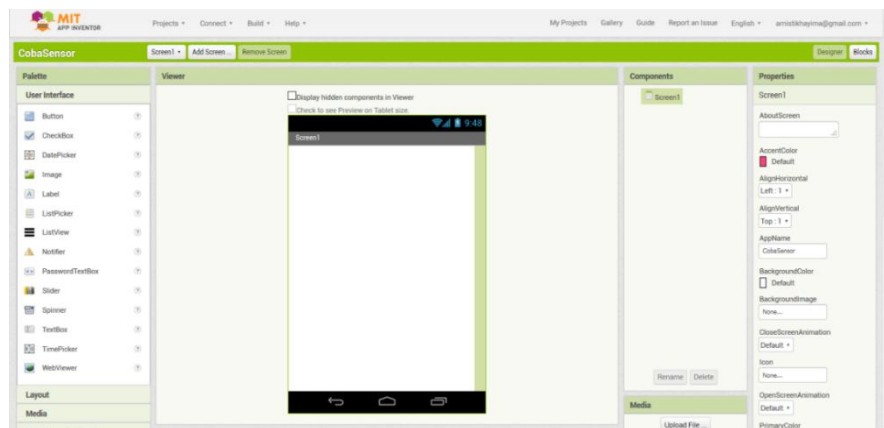 MIT
APP INVENTOR
Projects Connect Build Help
My Projects Gallery Guide Report an Issue English arnistikhayima@gmail.com
CobaSensor
Screen1 Add Screen ... Remove Screen
Designer Blocks
Palette
User Interface
Button ?
CheckBox ?
DatePicker ?
Image ?
Label ?
ListPicker ?
ListView ?
Notifier ?
PasswordTextBox ?
Slider ?
Spinner ?
TextBox ?
TimePicker ?
WebViewer ?
Layout
Media
Viewer
Display hidden components in Viewer
Check to see Preview on Tablet size.
9:48
Screen1
Components
Screen1
Rename Delete
Media
Upload File ...
Properties
Screen1
AboutScreen
AccentColor
Default
AlignHorizontal
Left : 1
AlignVertical
Top : 1
AppName
CobaSensor
BackgroundColor
Default
BackgroundImage
None...
CloseScreenAnimation
Default
Icon
None...
OpenScreenAnimation
Default
PrimaryColor